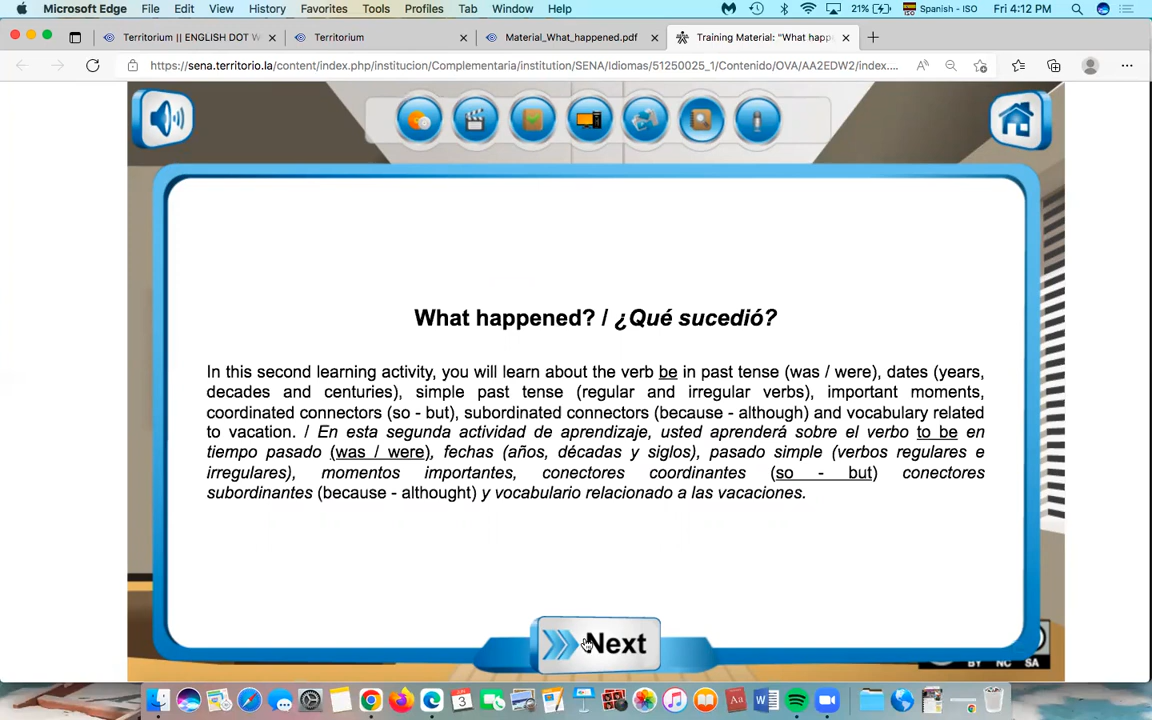 Microsoft Edge File Edit View History Favorites Tools Profiles Tab Window Help 21% Spanish - ISO Fri 4:12 PM
Territorium || ENGLISH DOT W Territorium Material_What_happened.pdf Training Material: "What happ
https://sena.territorio.la/content/index.php/institucion/Complementaria/institution/SENA/Idiomas/51250025_1/Contenido/OVA/AA2EDW2/index....
What happened? / ¿Qué sucedió?
In this second learning activity, you will learn about the verb be in past tense (was / were), dates (years,
decades and centuries), simple past tense (regular and irregular verbs), important moments,
coordinated connectors (so - but), subordinated connectors (because - although) and vocabulary related
to vacation. / En esta segunda actividad de aprendizaje, usted aprenderá sobre el verbo to be en
tiempo pasado (was / were), fechas (años, décadas y siglos), pasado simple (verbos regulares e
irregulares), momentos importantes, conectores coordinantes (so - but) conectores
subordinantes (because - althought) y vocabulario relacionado a las vacaciones.
Next
BY NC SA